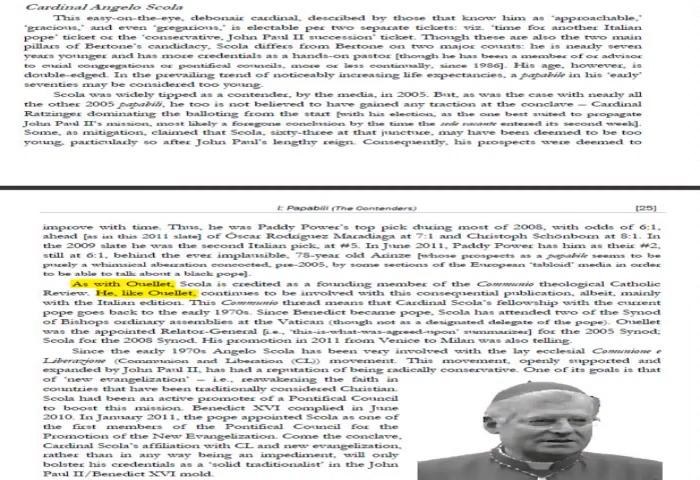 Cardinal Angelo Scola
This easy-on-the-eye, debonair cardinal, described by those that know him as ‘approachable,’
‘gracious,’ and even ‘gregarious,’ is electable per two separate tickets: viz. ‘time for another Italian
pope’ ticket or the ‘conservative, John Paul II succession’ ticket. Though these are also the two main
pillars of Bertone’s candidacy, Scola differs from Bertone on two major counts: he is nearly seven
years younger and has more credentials as a hands-on pastor [though he has been a member of or advisor
to curial congregations or pontifical councils, more or less continually, since 1986]. His age, however, is
double-edged. In the prevailing trend of noticeably increasing life expectancies, a papabili in his ‘early’
seventies may be considered too young.
Scola was widely tipped as a contender, by the media, in 2005. But, as was the case with nearly all
the other 2005 papabili, he too is not believed to have gained any traction at the conclave – Cardinal
Ratzinger dominating the balloting from the start [with his election, as the one best suited to propagate
John Paul II’s mission, most likely a foregone conclusion by the time the sede vacante entered its second week].
Some, as mitigation, claimed that Scola, sixty-three at that juncture, may have been deemed to be too
young, particularly so after John Paul’s lengthy reign. Consequently, his prospects were deemed to
I: Papabili (The Contenders) [25]
improve with time. Thus, he was Paddy Power’s top pick during most of 2008, with odds of 6:1,
ahead [as in this 2011 slate] of Óscar Rodríguez Maradiaga at 7:1 and Christoph Schönborn at 8:1. In
the 2009 slate he was the second Italian pick, at #5. In June 2011, Paddy Power has him as their #2,
still at 6:1, behind the ever implausible, 78-year old Arinze [whose prospects as a papabile seems to be
purely a whimsical aberration concocted, pre-2005, by some sections of the European ‘tabloid’ media in order
to be able to talk about a black pope].
As with Ouellet, Scola is credited as a founding member of the Communio theological Catholic
Review. He, like Ouellet, continues to be involved with this consequential publication, albeit, mainly
with the Italian edition. This Communio thread means that Cardinal Scola’s fellowship with the current
pope goes back to the early 1970s. Since Benedict became pope, Scola has attended two of the Synod
of Bishops ordinary assemblies at the Vatican (though not as a designated delegate of the pope). Ouellet
was the appointed Relator-General [i.e., ‘this-is-what-was-agreed-upon’ summarizer] for the 2005 Synod;
Scola for the 2008 Synod. His promotion in 2011 from Venice to Milan was also telling.
Since the early 1970s Angelo Scola has been very involved with the lay ecclesial Comunione e
Liberazione (Communion and Liberation (CL) movement. This movement, openly supported and
expanded by John Paul II, has had a reputation of being radically conservative. One of its goals is that
of ‘new evangelization’ – i.e., reawakening the faith in
countries that have been traditionally considered Christian.
Scola had been an active promoter of a Pontifical Council
to boost this mission. Benedict XVI complied in June
2010. In January 2011, the pope appointed Scola as one of
the first members of the Pontifical Council for the
Promotion of the New Evangelization. Come the conclave,
Cardinal Scola’s affiliation with CL and new evangelization,
rather than in any way being an impediment, will only
bolster his credentials as a ‘solid traditionalist’ in the John
Paul II/Benedict XVI mold.